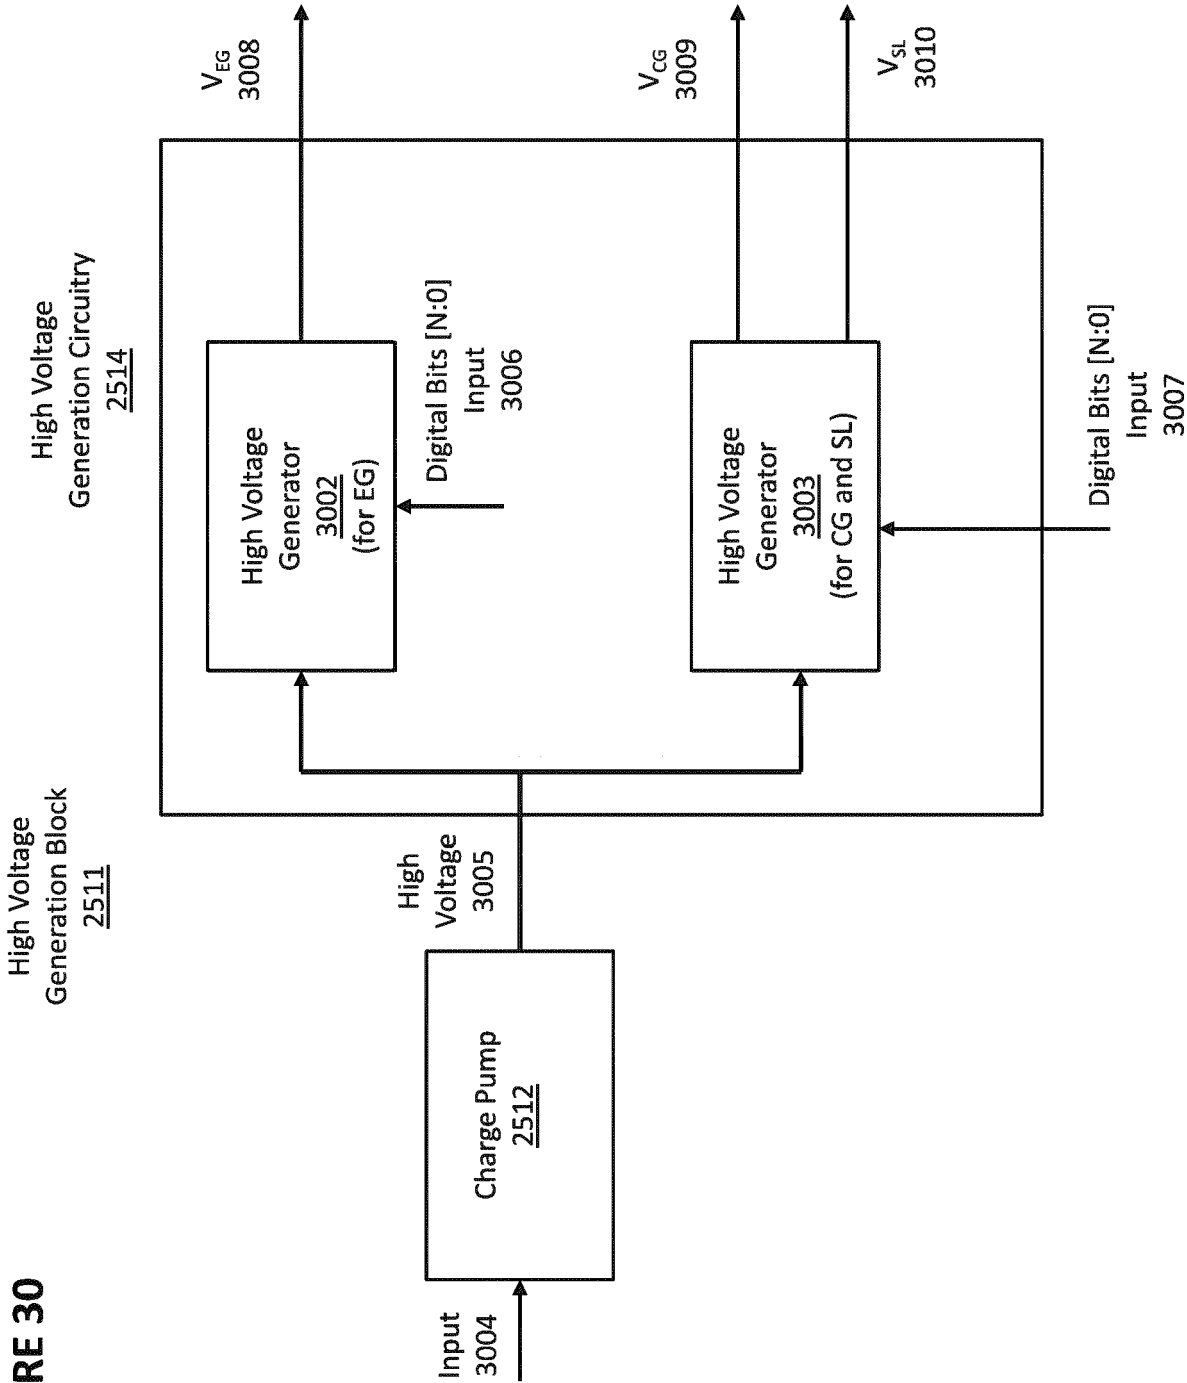 RE 30
High Voltage
Generation Block
2511
High Voltage
Generation Circuitry
2514
Input
3004
Charge Pump
2512
High
Voltage
3005
High Voltage
Generator
3002
(for EG)
Digital Bits [N:0]
Input
3006
V_EG
3008
High Voltage
Generator
3003
(for CG and SL)
Digital Bits [N:0]
Input
3007
V_CG
3009
V_SL
3010